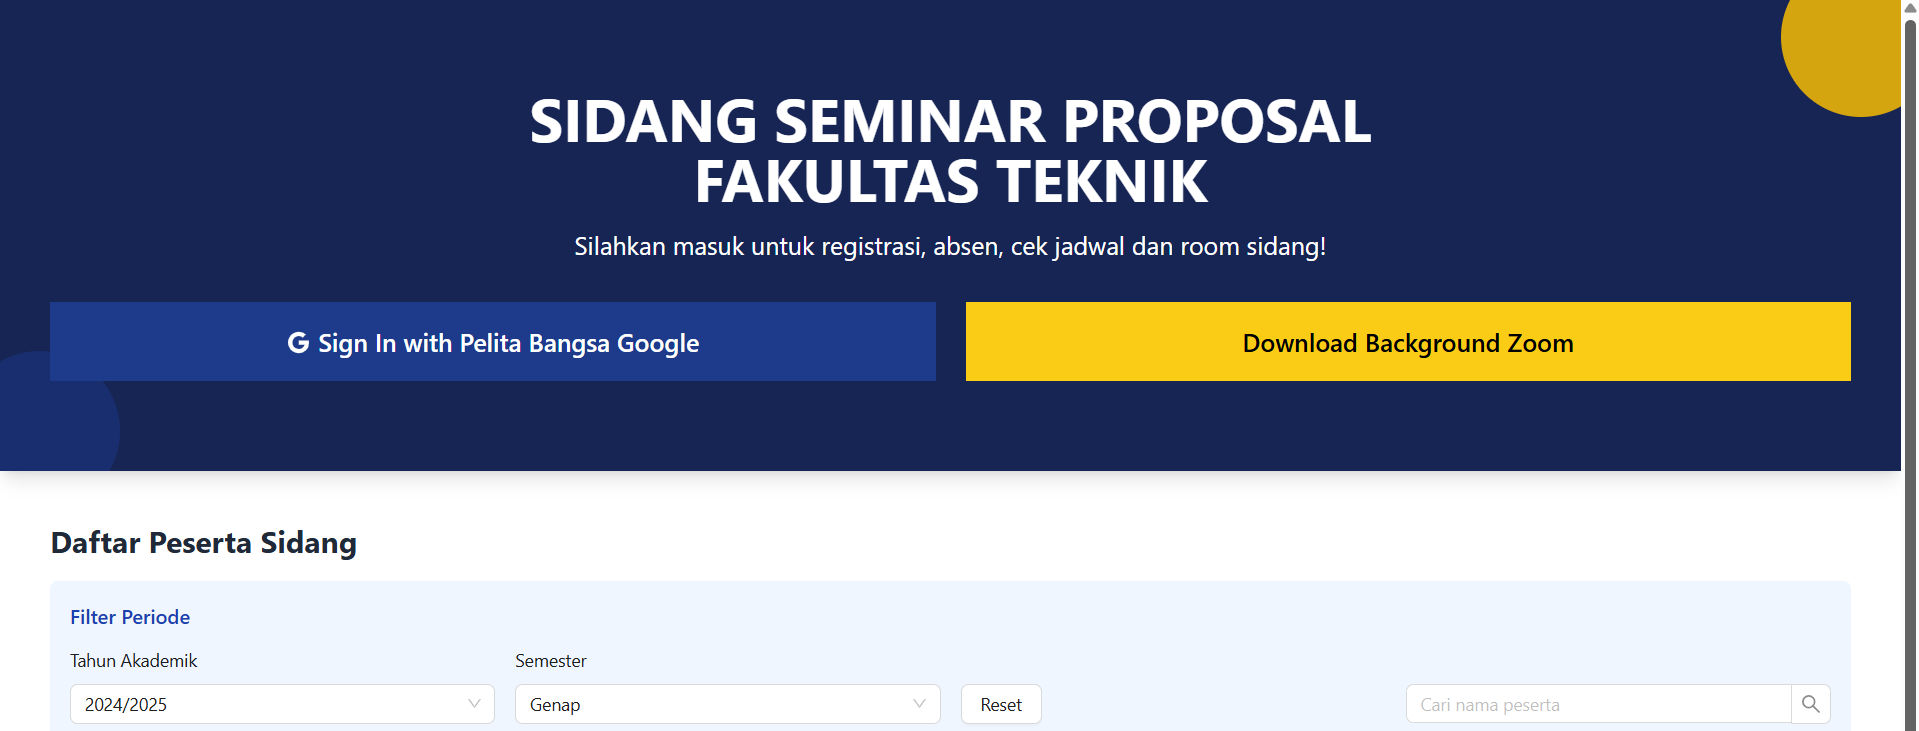 SIDANG SEMINAR PROPOSAL
FAKULTAS TEKNIK
Silahkan masuk untuk registrasi, absen, cek jadwal dan room sidang!
Sign In with Pelita Bangsa Google
Download Background Zoom
Daftar Peserta Sidang
Filter Periode
Tahun Akademik
Semester
2024/2025
Genap
Reset
Cari nama peserta